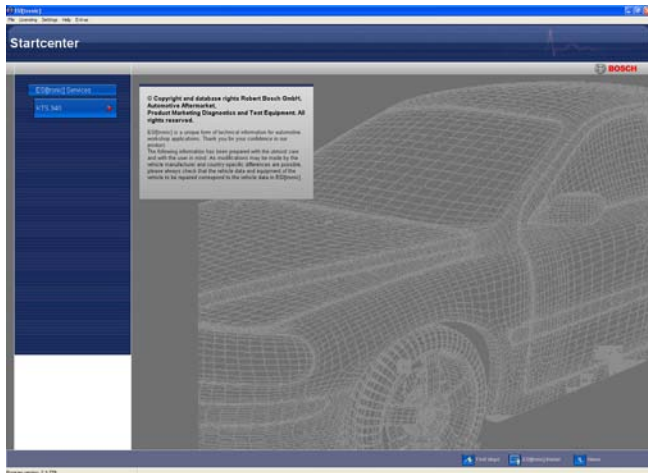 ESI[tronic]
File Licensing Settings Help Extras
Startcenter
BOSCH
ESI[tronic] Services
KTS 540
© Copyright and database rights Robert Bosch GmbH,
Automotive Aftermarket,
Product Marketing Diagnostics and Test Equipment. All
rights reserved.
ESI[tronic] is a unique form of technical information for automotive
workshop applications. Thank you for your confidence in our
product.
The following information has been prepared with the utmost care
and with the user in mind. As modifications may be made by the
vehicle manufacturer and country-specific differences are possible,
please always check that the vehicle data and equipment of the
vehicle to be repaired correspond to the vehicle data in ESI[tronic].
First steps ESI[tronic] News
Program version: